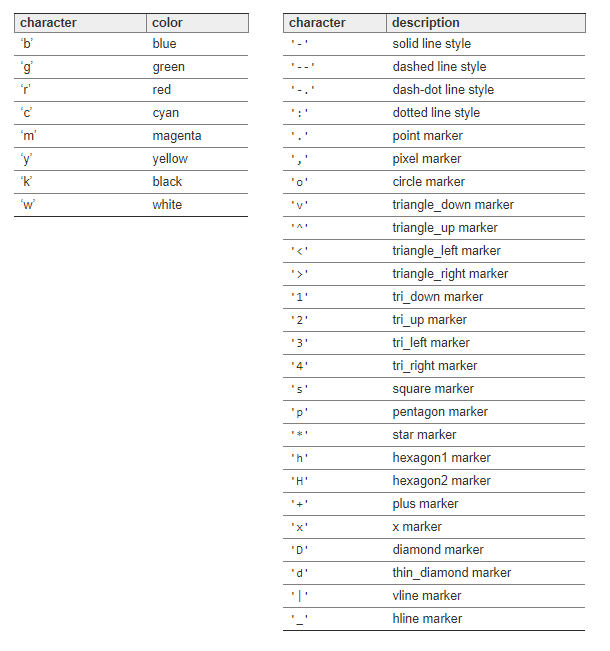 character color
‘b’ blue
‘g’ green
‘r’ red
‘c’ cyan
‘m’ magenta
‘y’ yellow
‘k’ black
‘w’ white
character description
'-' solid line style
'--' dashed line style
'-.' dash-dot line style
':' dotted line style
'.' point marker
',' pixel marker
'o' circle marker
'v' triangle_down marker
'^' triangle_up marker
'<' triangle_left marker
'>' triangle_right marker
'1' tri_down marker
'2' tri_up marker
'3' tri_left marker
'4' tri_right marker
's' square marker
'p' pentagon marker
'*' star marker
'h' hexagon1 marker
'H' hexagon2 marker
'+' plus marker
'x' x marker
'D' diamond marker
'd' thin_diamond marker
'|' vline marker
'_' hline marker